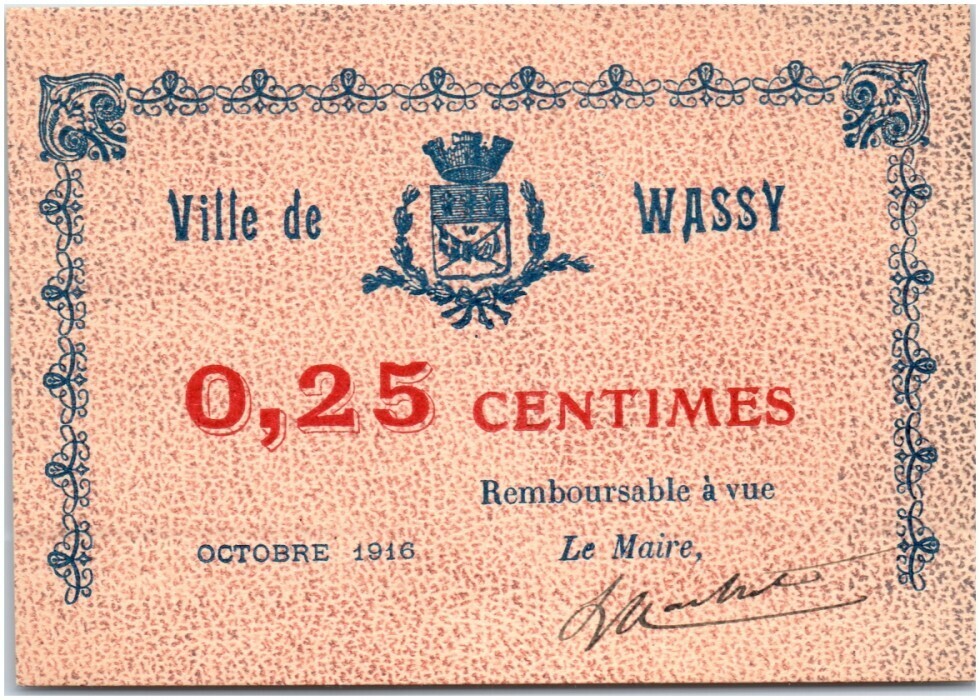 Ville de WASSY
0,25 CENTIMES
Remboursable à vue
OCTOBRE 1916 Le Maire,